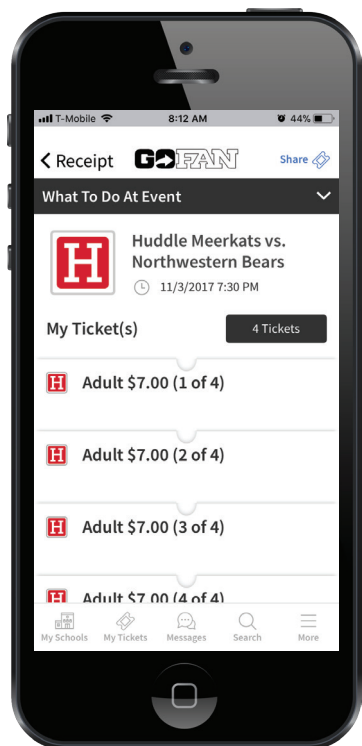 T-Mobile 8:12 AM 44%
Receipt GOFAN Share
What To Do At Event
H Huddle Meerkats vs.
Northwestern Bears
11/3/2017 7:30 PM
My Ticket(s) 4 Tickets
H Adult $7.00 (1 of 4)
H Adult $7.00 (2 of 4)
H Adult $7.00 (3 of 4)
H Adult $7.00 (4 of 4)
My Schools My Tickets Messages Search More